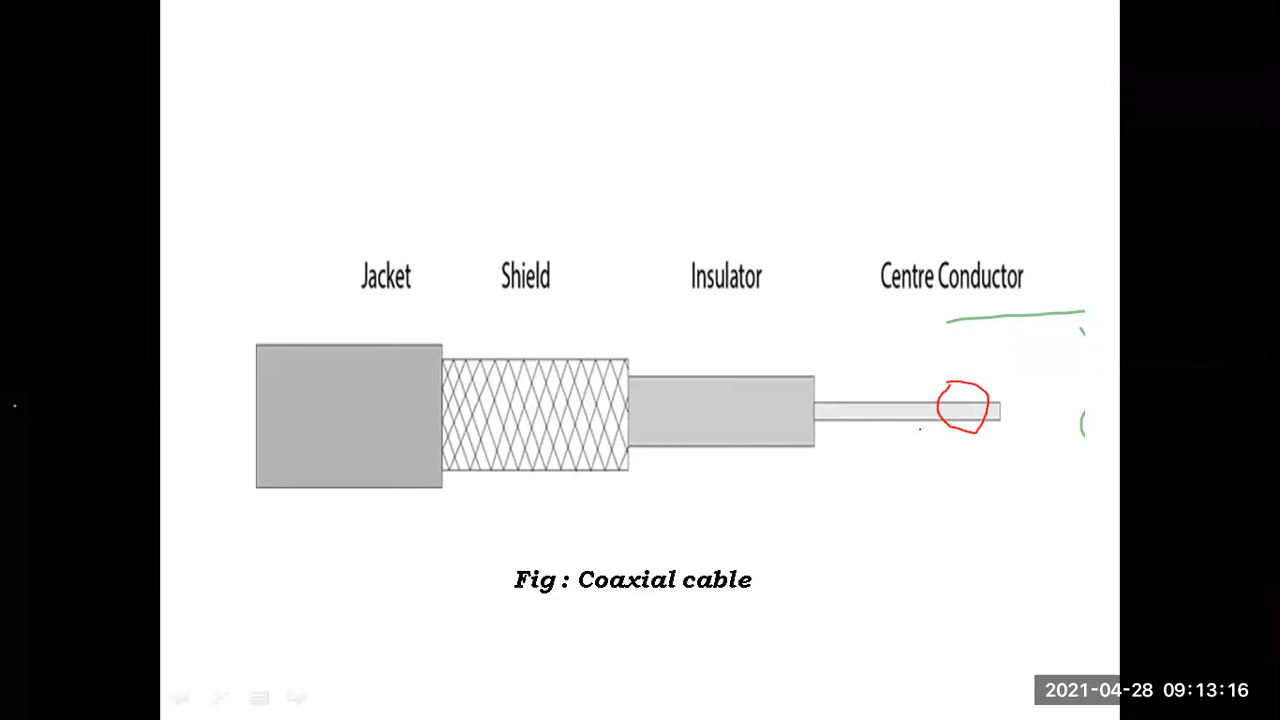 Jacket Shield Insulator Centre Conductor
Fig : Coaxial cable
2021-04-28 09:13:16